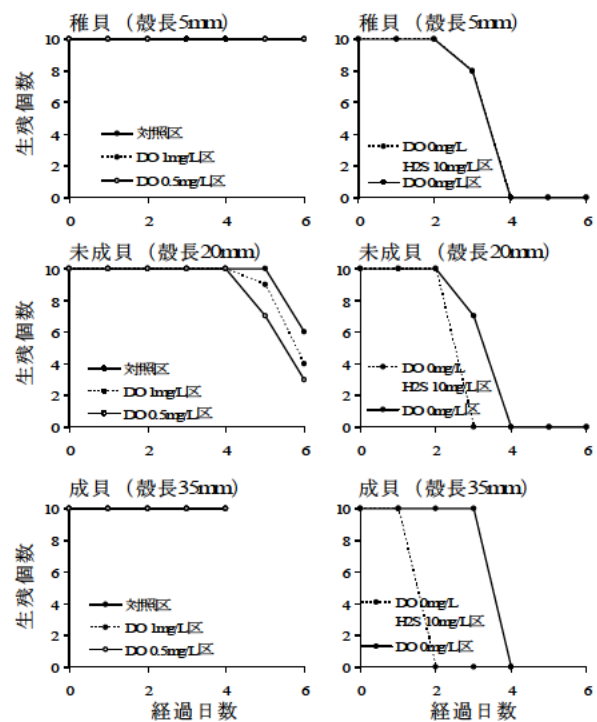 稚貝（殻長5mm）
生残個数
10
8
6
4
2
0
対照区
DO 1mg/L区
DO 0.5mg/L区
0 2 4 6
稚貝（殻長5mm）
10
8
6
4
2
0
DO 0mg/L
H2S 10mg/L区
DO 0mg/L区
0 2 4 6
未成貝（殻長20mm）
生残個数
10
8
6
4
2
0
対照区
DO 1mg/L区
DO 0.5mg/L区
0 2 4 6
未成貝（殻長20mm）
10
8
6
4
2
0
DO 0mg/L
H2S 10mg/L区
DO 0mg/L区
0 2 4 6
成貝（殻長35mm）
生残個数
10
8
6
4
2
0
対照区
DO 1mg/L区
DO 0.5mg/L区
0 2 4 6
経過日数
成貝（殻長35mm）
10
8
6
4
2
0
DO 0mg/L
H2S 10mg/L区
DO 0mg/L区
0 2 4 6
経過日数